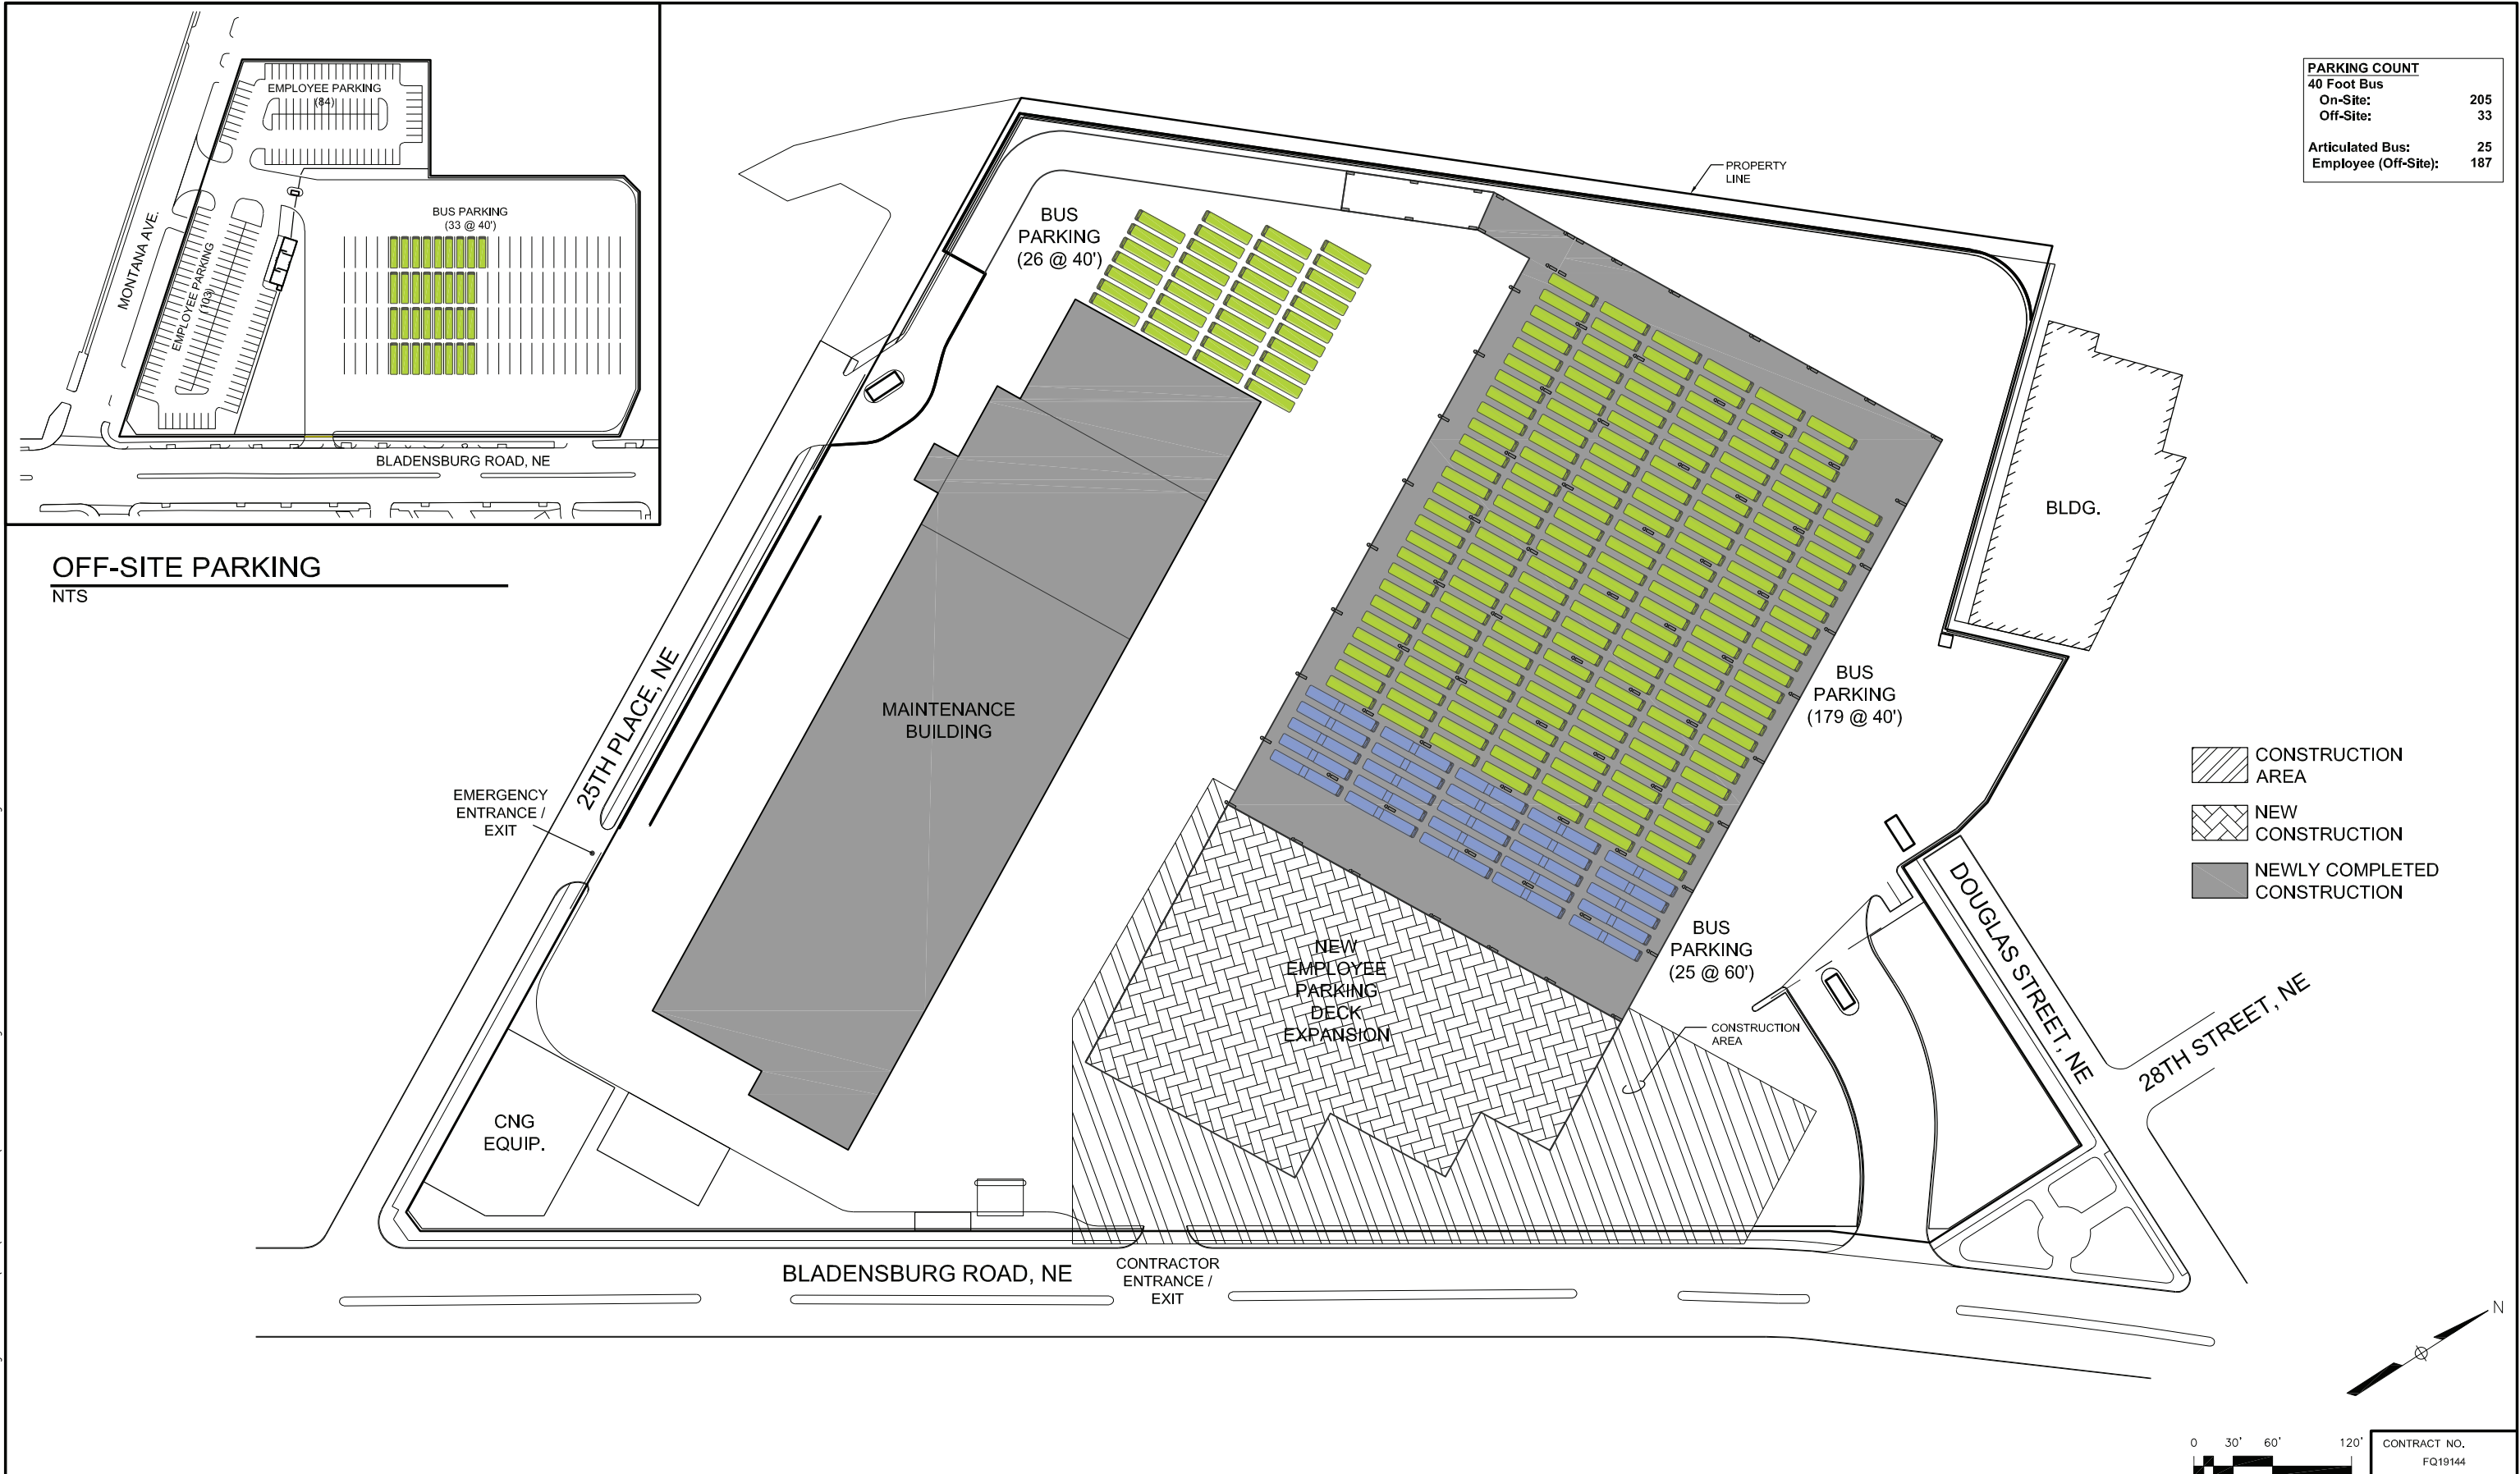 EMPLOYEE PARKING
(84)
MONTANA AVE.
EMPLOYEE PARKING
(103)
BUS PARKING
(33 @ 40')
BLADENSBURG ROAD, NE
OFF-SITE PARKING
NTS
PARKING COUNT
40 Foot Bus
On-Site: 205
Off-Site: 33
Articulated Bus: 25
Employee (Off-Site): 187
PROPERTY
LINE
BUS
PARKING
(26 @ 40')
BLDG.
25TH PLACE, NE
MAINTENANCE
BUILDING
BUS
PARKING
(179 @ 40')
EMERGENCY
ENTRANCE /
EXIT
CONSTRUCTION
AREA
NEW
CONSTRUCTION
NEWLY COMPLETED
CONSTRUCTION
BUS
PARKING
(25 @ 60')
NEW
EMPLOYEE
PARKING
DECK
EXPANSION
CONSTRUCTION
AREA
DOUGLAS STREET, NE
28TH STREET, NE
CNG
EQUIP.
BLADENSBURG ROAD, NE
CONTRACTOR
ENTRANCE /
EXIT
N
0 30' 60' 120'
CONTRACT NO.
FQ19144